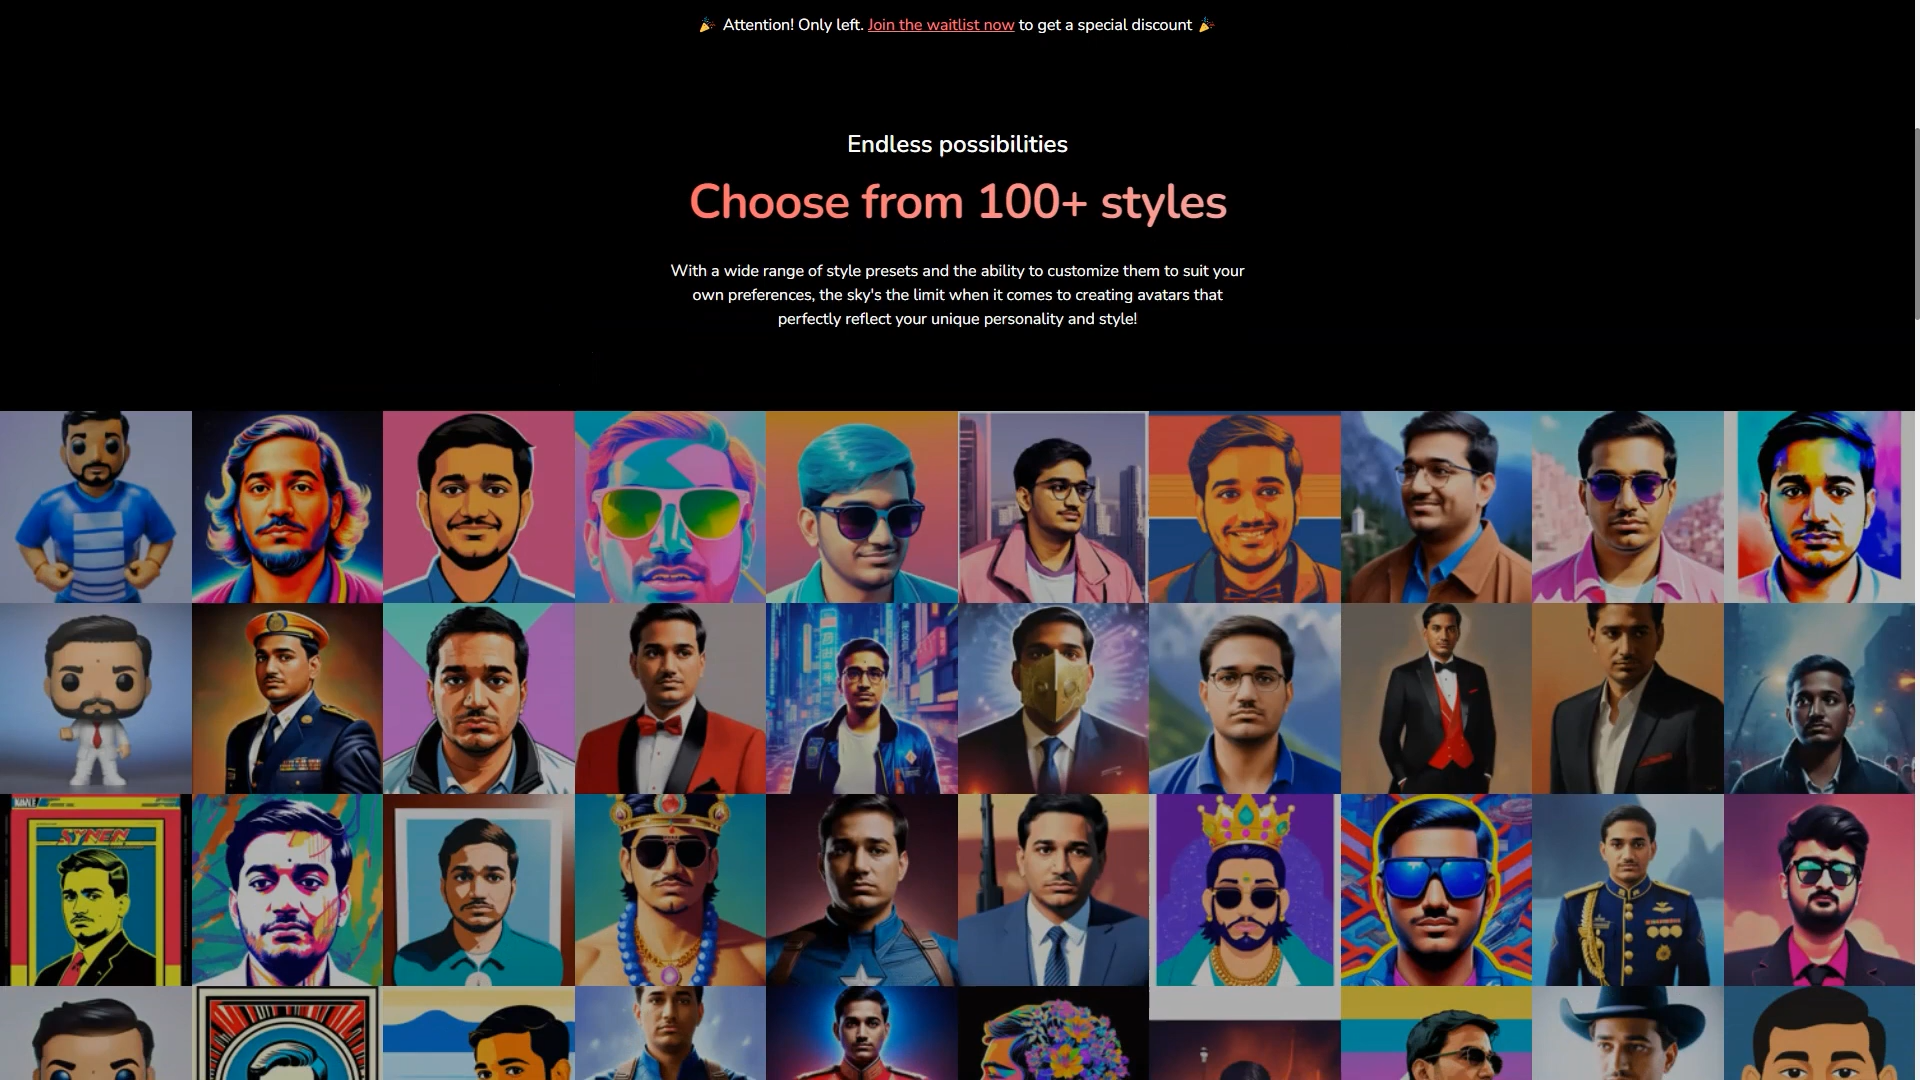 🎉 Attention! Only left. Join the waitlist now to get a special discount 🎉
Endless possibilities
Choose from 100+ styles
With a wide range of style presets and the ability to customize them to suit your
own preferences, the sky's the limit when it comes to creating avatars that
perfectly reflect your unique personality and style!
SYNEN